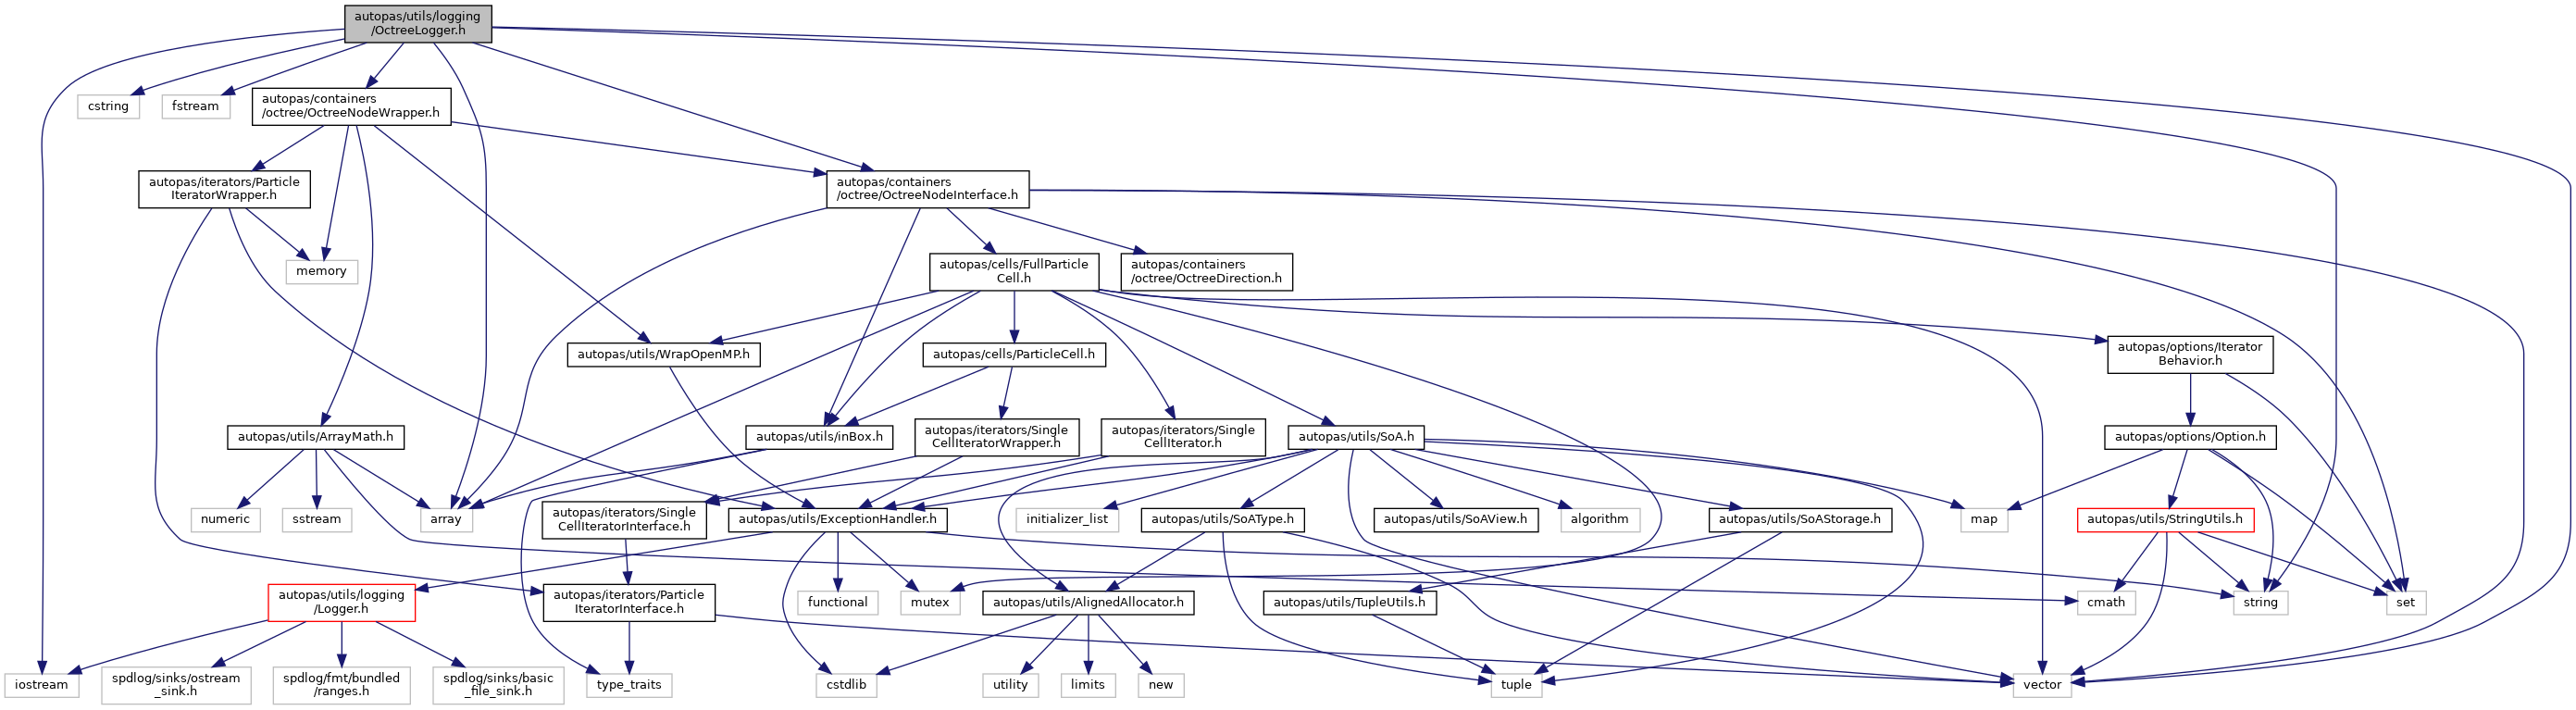 autopas/utils/logging
/OctreeLogger.h
cstring
fstream
autopas/containers
/octree/OctreeNodeWrapper.h
autopas/iterators/Particle
IteratorWrapper.h
autopas/containers
/octree/OctreeNodeInterface.h
memory
autopas/cells/FullParticle
Cell.h
autopas/containers
/octree/OctreeDirection.h
autopas/utils/WrapOpenMP.h
autopas/cells/ParticleCell.h
autopas/options/Iterator
Behavior.h
autopas/utils/ArrayMath.h
autopas/utils/inBox.h
autopas/iterators/Single
CellIteratorWrapper.h
autopas/iterators/Single
CellIterator.h
autopas/utils/SoA.h
autopas/options/Option.h
numeric
sstream
array
autopas/iterators/Single
CellIteratorInterface.h
autopas/utils/ExceptionHandler.h
initializer_list
autopas/utils/SoAType.h
autopas/utils/SoAView.h
algorithm
autopas/utils/SoAStorage.h
map
autopas/utils/StringUtils.h
autopas/utils/logging
/Logger.h
autopas/iterators/Particle
IteratorInterface.h
functional
mutex
autopas/utils/AlignedAllocator.h
autopas/utils/TupleUtils.h
cmath
string
set
iostream
spdlog/sinks/ostream
_sink.h
spdlog/fmt/bundled
/ranges.h
spdlog/sinks/basic
_file_sink.h
type_traits
cstdlib
utility
limits
new
tuple
vector